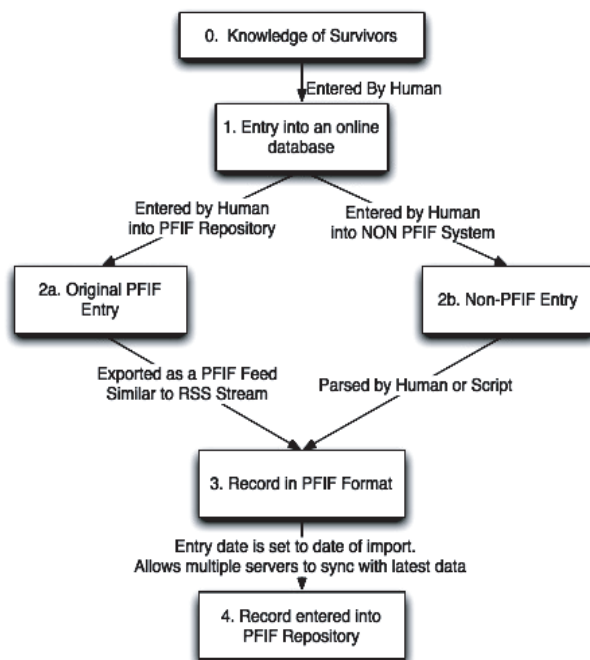 0. Knowledge of Survivors
Entered By Human
1. Entry into an online
database
Entered by Human
into PFIF Repository
Entered by Human
into NON PFIF System
2a. Original PFIF
Entry
2b. Non-PFIF Entry
Exported as a PFIF Feed
Similar to RSS Stream
Parsed by Human or Script
3. Record in PFIF Format
Entry date is set to date of import.
Allows multiple servers to sync with latest data
4. Record entered into
PFIF Repository